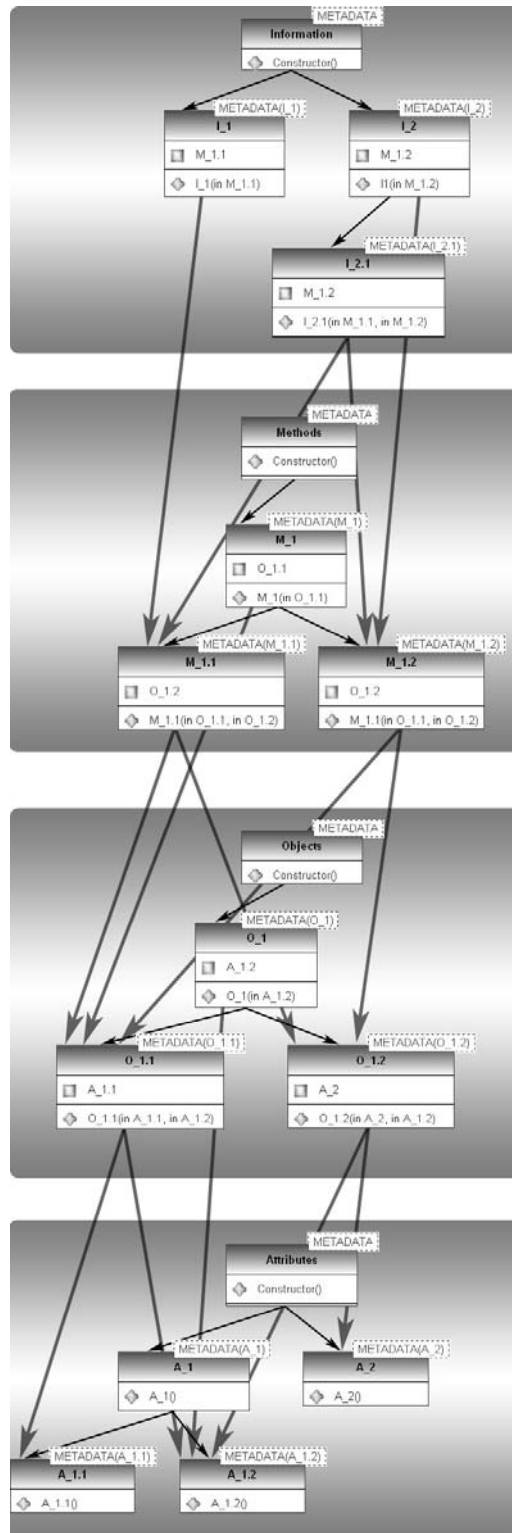 METADATA
Information
Constructor()
METADATA(I_1)
I_1
M_1.1
I_1(in M_1.1)
METADATA(I_2)
I_2
M_1.2
I1(in M_1.2)
METADATA(I_2.1)
I_2.1
M_1.2
I_2.1(in M_1.1, in M_1.2)
METADATA
Methods
Constructor()
METADATA(M_1)
M_1
O_1.1
M_1(in O_1.1)
METADATA(M_1.1)
M_1.1
O_1.2
M_1.1(in O_1.1, in O_1.2)
METADATA(M_1.2)
M_1.2
O_1.2
M_1.1(in O_1.1, in O_1.2)
METADATA
Objects
Constructor()
METADATA(O_1)
O_1
A_1.2
O_1(in A_1.2)
METADATA(O_1.1)
O_1.1
A_1.1
O_1.1(in A_1.1, in A_1.2)
METADATA(O_1.2)
O_1.2
A_2
O_1.2(in A_2, in A_1.2)
METADATA
Attributes
Constructor()
METADATA(A_1)
A_1
A_1()
METADATA(A_2)
A_2
A_2()
METADATA(A_1.1)
A_1.1
A_1.1()
METADATA(A_1.2)
A_1.2
A_1.2()